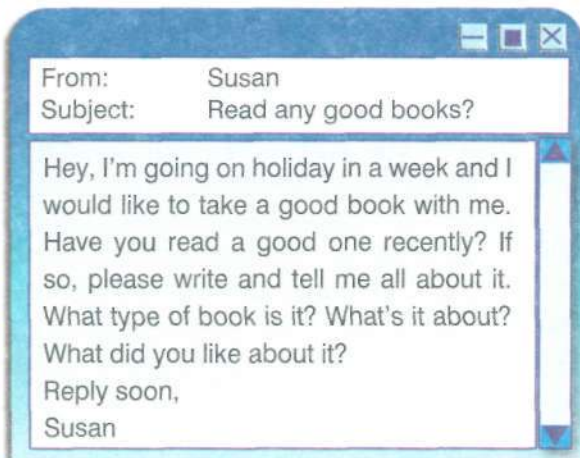 From: Susan
Subject: Read any good books?
Hey, I'm going on holiday in a week and I
would like to take a good book with me.
Have you read a good one recently? If
so, please write and tell me all about it.
What type of book is it? What's it about?
What did you like about it?
Reply soon,
Susan